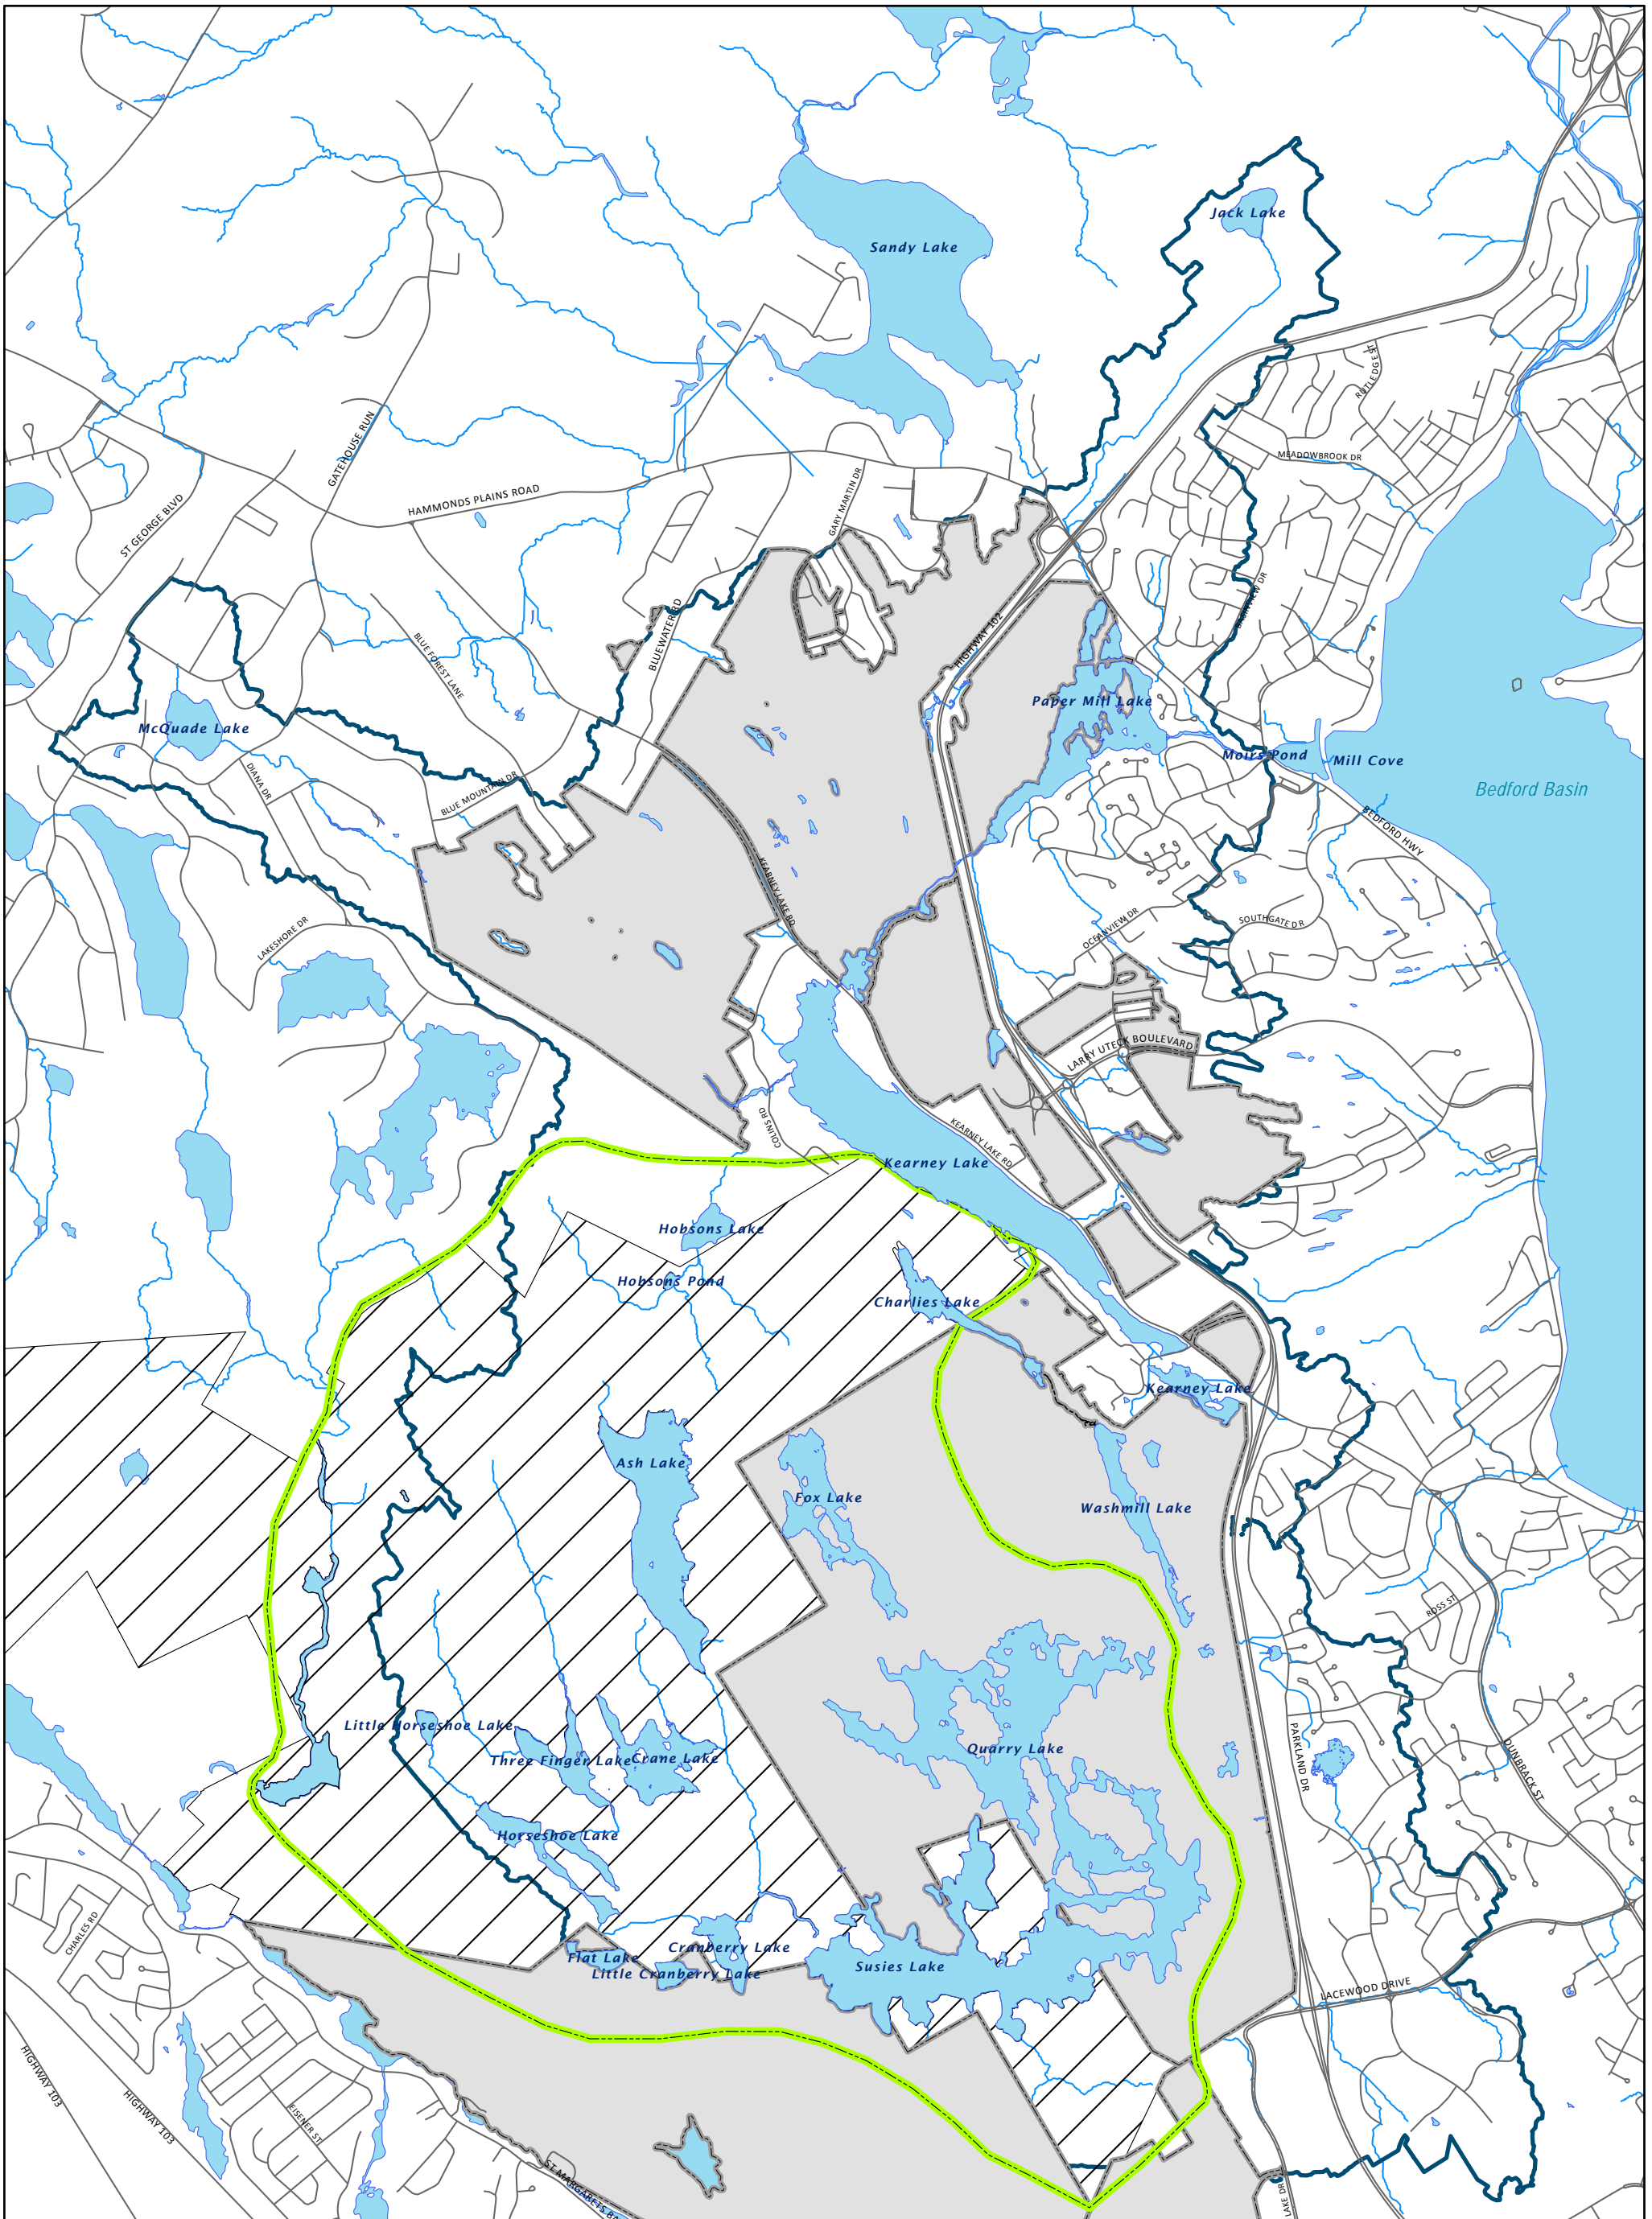 Jack Lake
Sandy Lake
RUTLEDGE ST
GATEHOUSE RUN
MEADOWBROOK DR
HAMMONDS PLAINS ROAD
GARY MARTIN DR
ST GEORGE BLVD
HIGHWAY 102
BLUEWATER RD
BLUE FOREST LANE
Paper Mill Lake
McQuade Lake
Moirs Pond
Mill Cove
Bedford Basin
DIANA DR
BLUE MOUNTAIN DR
BEDFORD HWY
KEARNEY LAKE RD
LAKESHORE DR
OCEANVIEW DR
SOUTHGATE DR
LARRY UTECK BOULEVARD
COLINS RD
KEARNEY LAKE RD
Kearney Lake
Hobsons Lake
Hobsons Pond
Charlies Lake
Kearney Lake
Ash Lake
Fox Lake
Washmill Lake
ROSS ST
Little Horseshoe Lake
Three Finger Lake
Crane Lake
Quarry Lake
PARKLAND DR
DUNBRACK ST
Horseshoe Lake
CHARLES RD
Cranberry Lake
Flat Lake
Little Cranberry Lake
Susies Lake
LACEWOOD DRIVE
HIGHWAY 103
HIGHWAY 103
EISENER ST
ST MARGARETS
LAKE